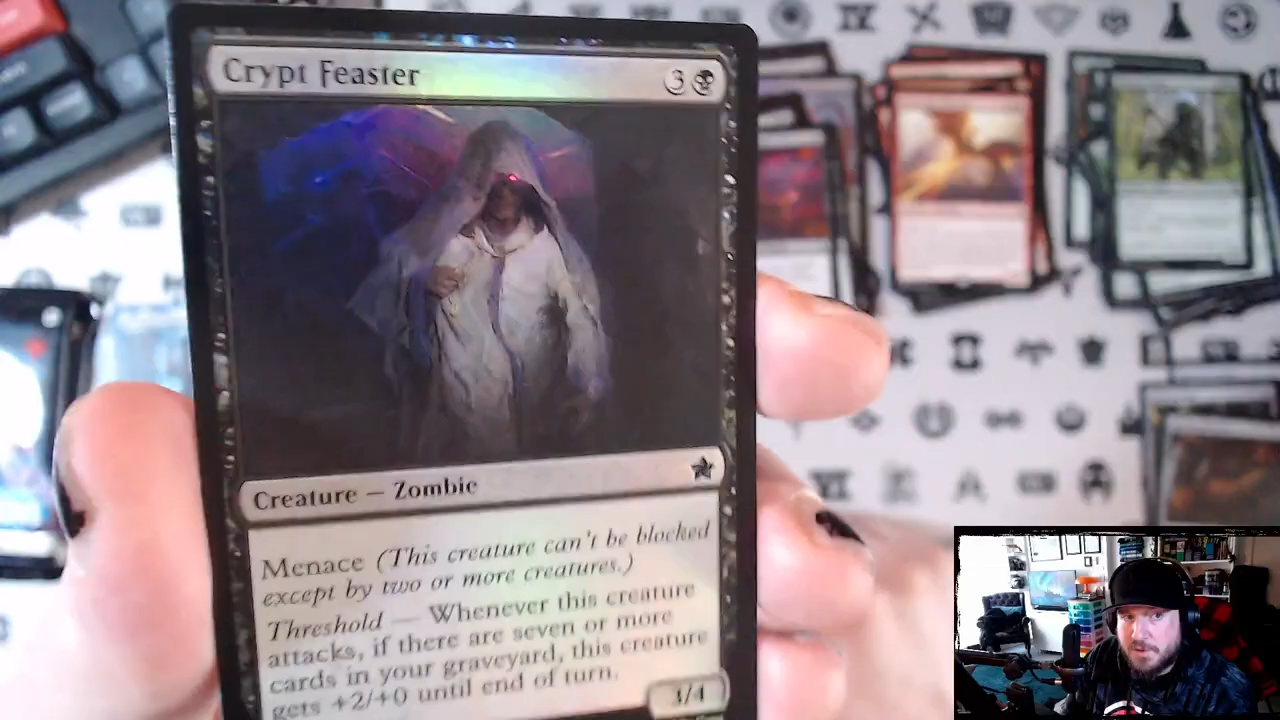 Crypt Feaster 3
Creature — Zombie
Menace (This creature can't be blocked
except by two or more creatures.)
Threshold — Whenever this creature
attacks, if there are seven or more
cards in your graveyard, this creature
gets +2/+0 until end of turn.
3/4